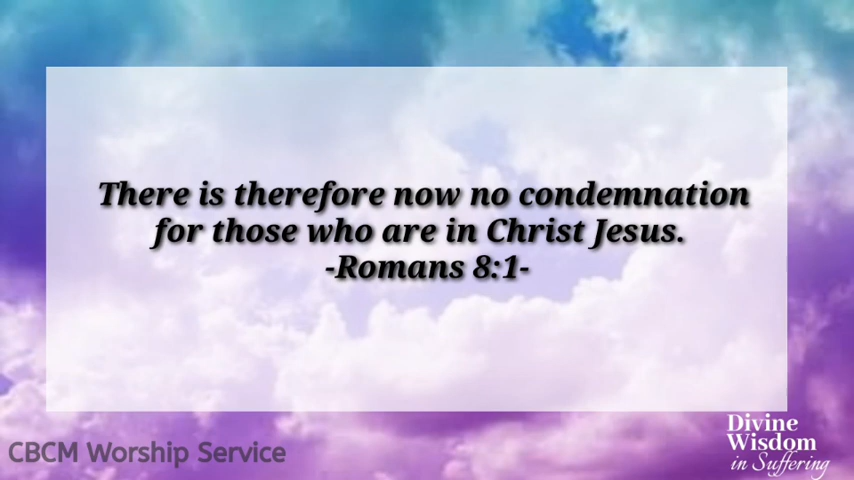 There is therefore now no condemnation
for those who are in Christ Jesus.
-Romans 8:1-
CBCM Worship Service
Divine
Wisdom
in Suffering